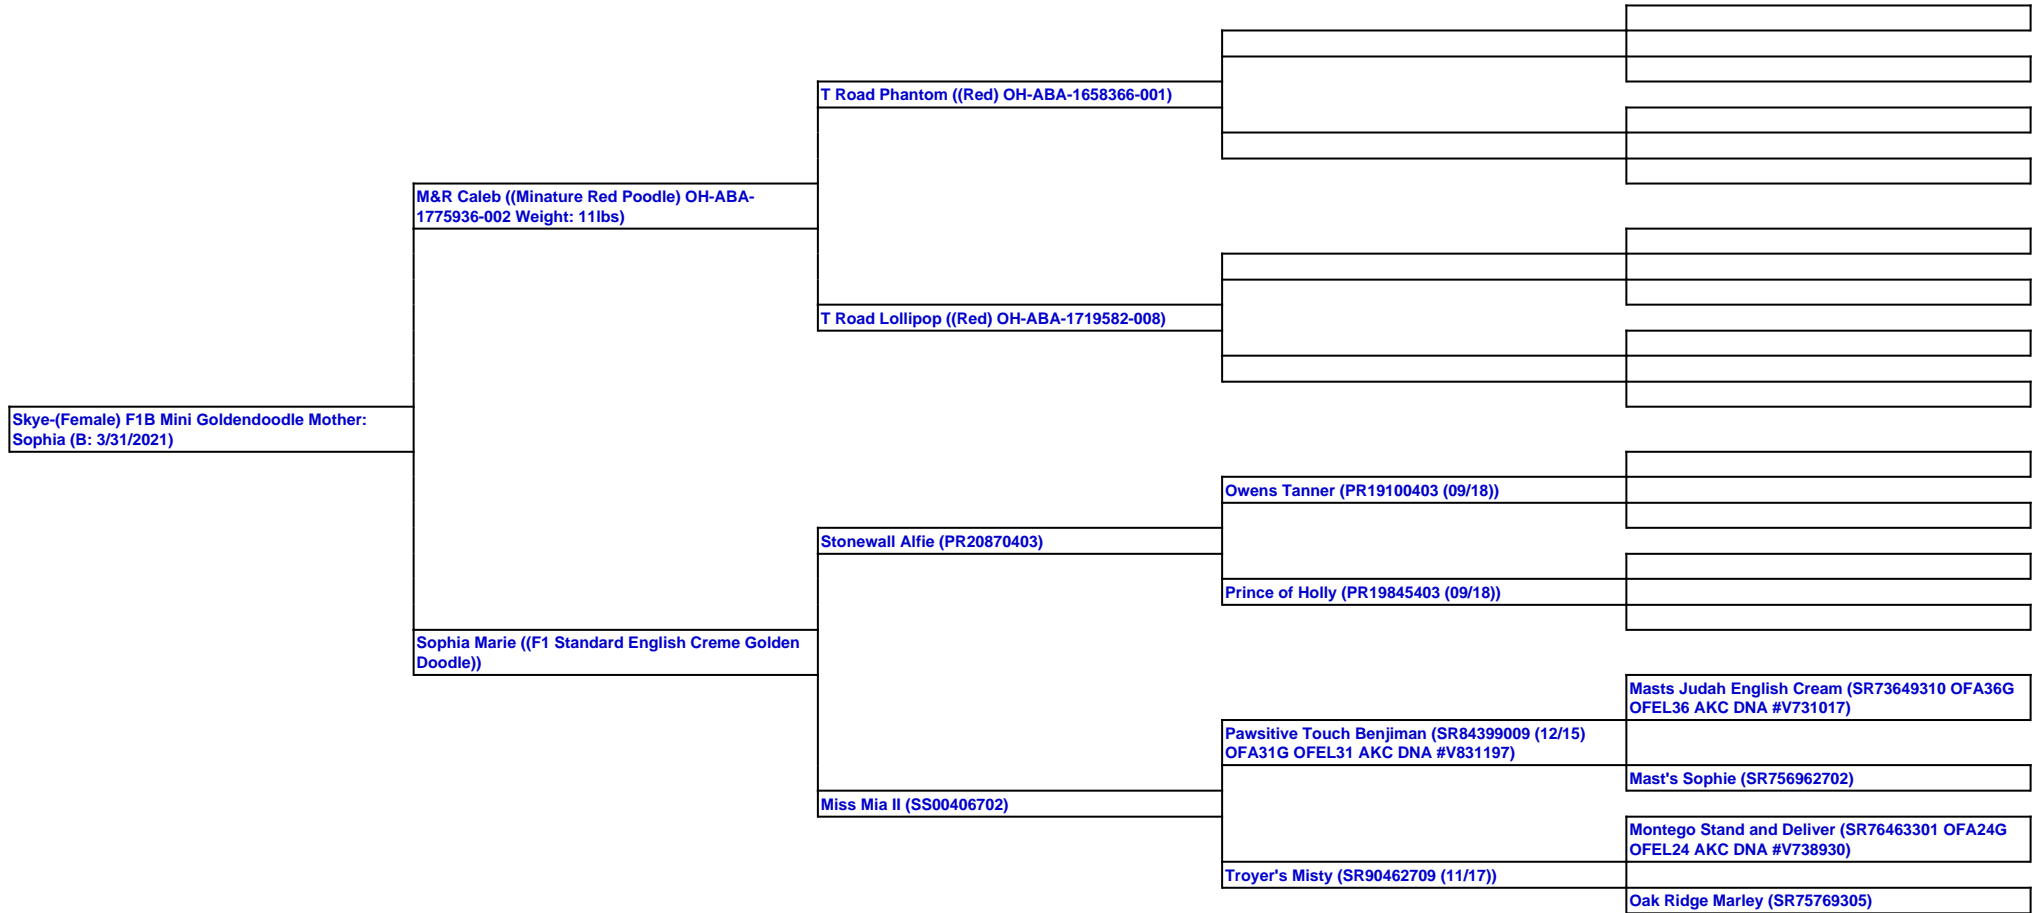 T Road Phantom ((Red) OH-ABA-1658366-001)
M&R Caleb ((Minature Red Poodle) OH-ABA-
1775936-002 Weight: 11lbs)
T Road Lollipop ((Red) OH-ABA-1719582-008)
Skye-(Female) F1B Mini Goldendoodle Mother:
Sophia (B: 3/31/2021)
Owens Tanner (PR19100403 (09/18))
Stonewall Alfie (PR20870403)
Prince of Holly (PR19845403 (09/18))
Sophia Marie ((F1 Standard English Creme Golden
Doodle))
Masts Judah English Cream (SR73649310 OFA36G
OFEL36 AKC DNA #V731017)
Pawsitive Touch Benjiman (SR84399009 (12/15)
OFA31G OFEL31 AKC DNA #V831197)
Mast's Sophie (SR756962702)
Miss Mia II (SS00406702)
Montego Stand and Deliver (SR76463301 OFA24G
OFEL24 AKC DNA #V738930)
Troyer's Misty (SR90462709 (11/17))
Oak Ridge Marley (SR75769305)